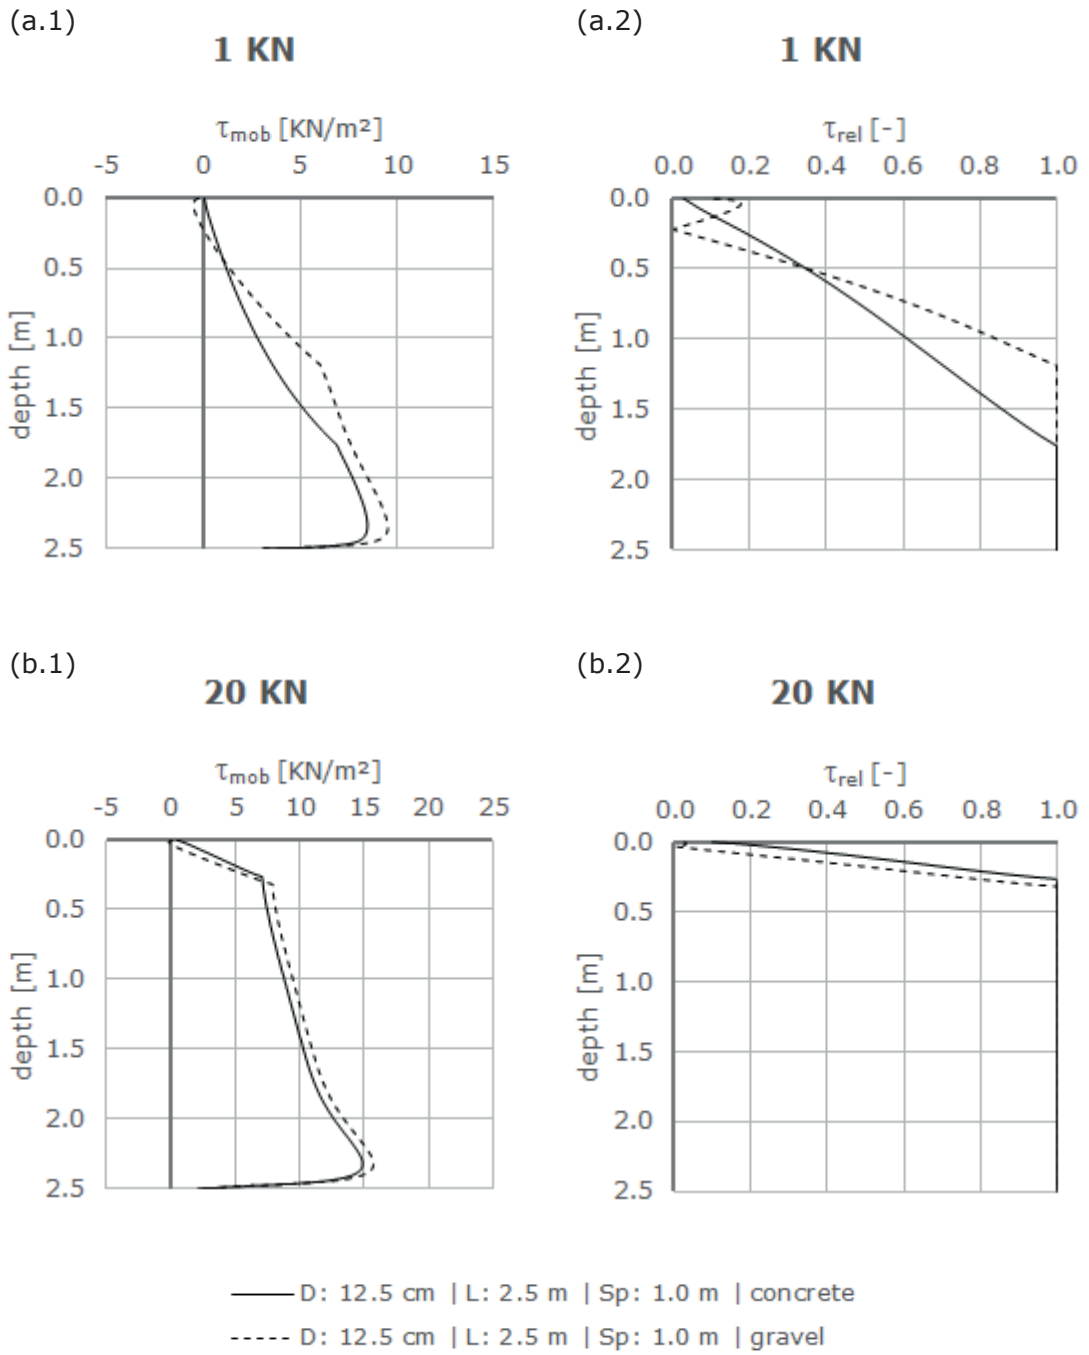 (a.1)
1 KN
τmob [KN/m²]
-5 0 5 10 15
0.0
0.5
1.0
1.5
2.0
2.5
depth [m]
(a.2)
1 KN
τrel [-]
0.0 0.2 0.4 0.6 0.8 1.0
0.0
0.5
1.0
1.5
2.0
2.5
depth [m]
(b.1)
20 KN
τmob [KN/m²]
-5 0 5 10 15 20 25
0.0
0.5
1.0
1.5
2.0
2.5
depth [m]
(b.2)
20 KN
τrel [-]
0.0 0.2 0.4 0.6 0.8 1.0
0.0
0.5
1.0
1.5
2.0
2.5
depth [m]
D: 12.5 cm | L: 2.5 m | Sp: 1.0 m | concrete
D: 12.5 cm | L: 2.5 m | Sp: 1.0 m | gravel